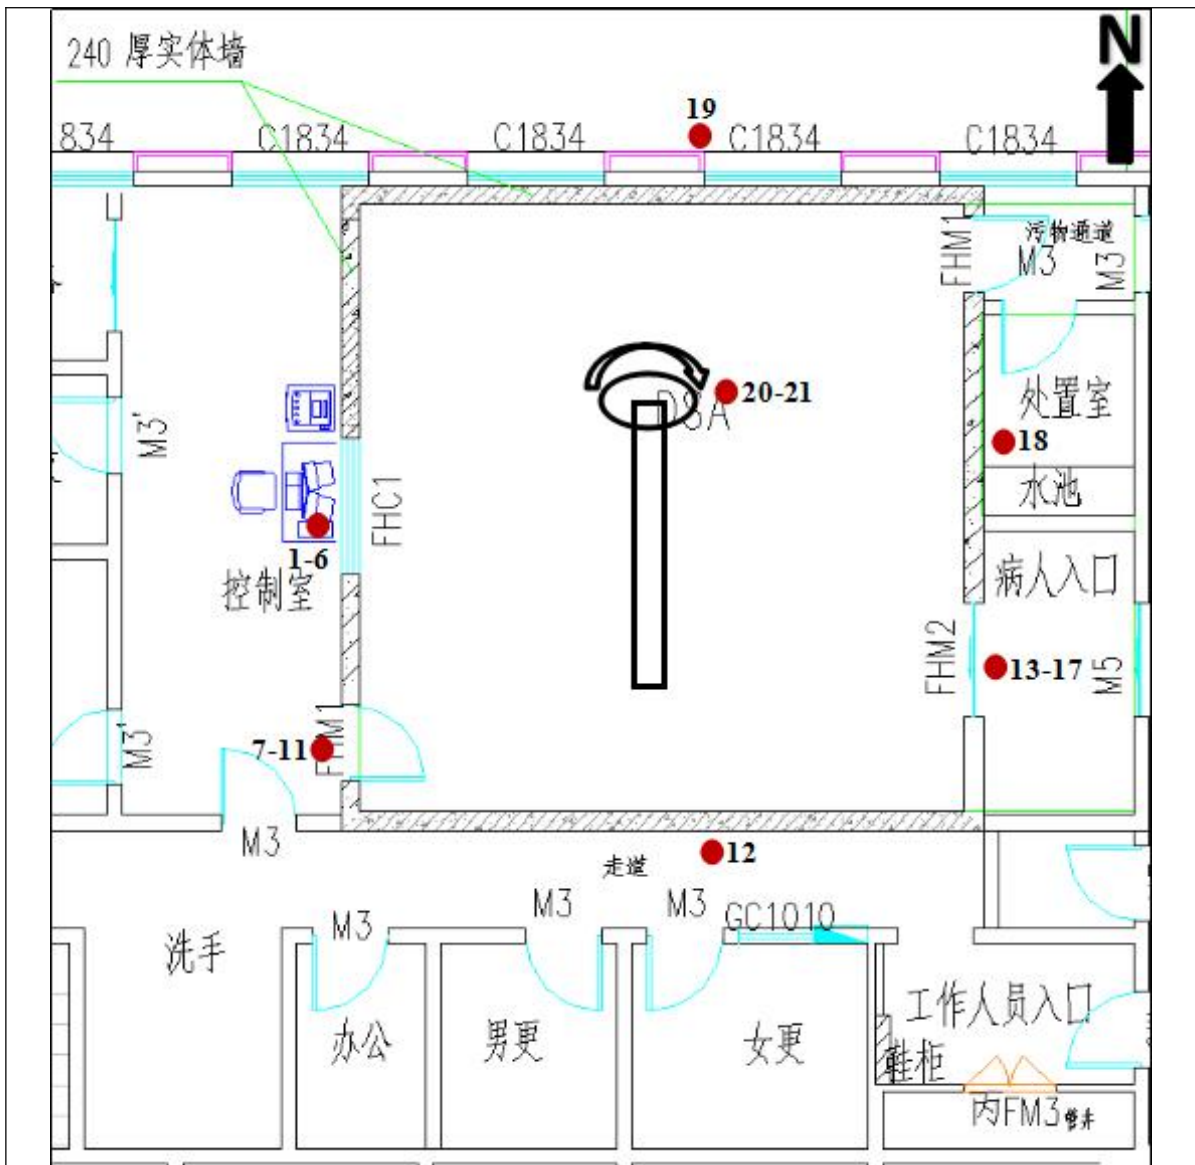 N
240 厚实体墙
19
834
C1834
C1834
C1834
C1834
FHM1
污物通道
M3
M3
20-21
DSA
处置室
M3'
18
水池
FHC1
1-6
控制室
病人入口
FHM2
13-17
M5
M3'
7-11
FHM1
M3
12
走道
M3
M3
M3
GC1010
洗手
工作人员入口
办公
男更
女更
鞋柜
丙FM3
管井